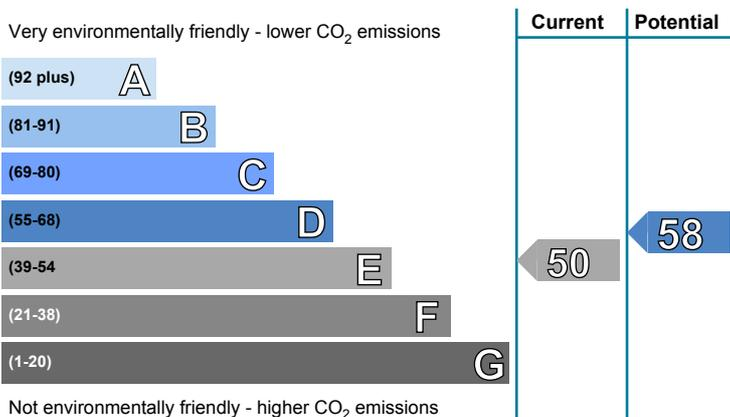 Current Potential
Very environmentally friendly - lower CO2 emissions
(92 plus) A
(81-91) B
(69-80) C
(55-68) D
58
(39-54 E
50
(21-38) F
(1-20) G
Not environmentally friendly - higher CO2 emissions